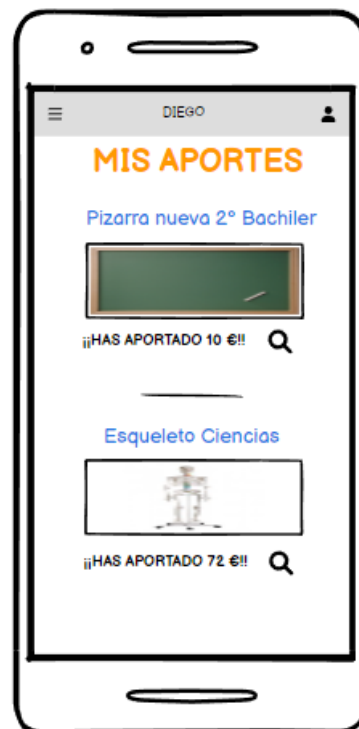 DIEGO
MIS APORTES
Pizarra nueva 2º Bachiler
¡¡HAS APORTADO 10 €!!
Esqueleto Ciencias
¡¡HAS APORTADO 72 €!!